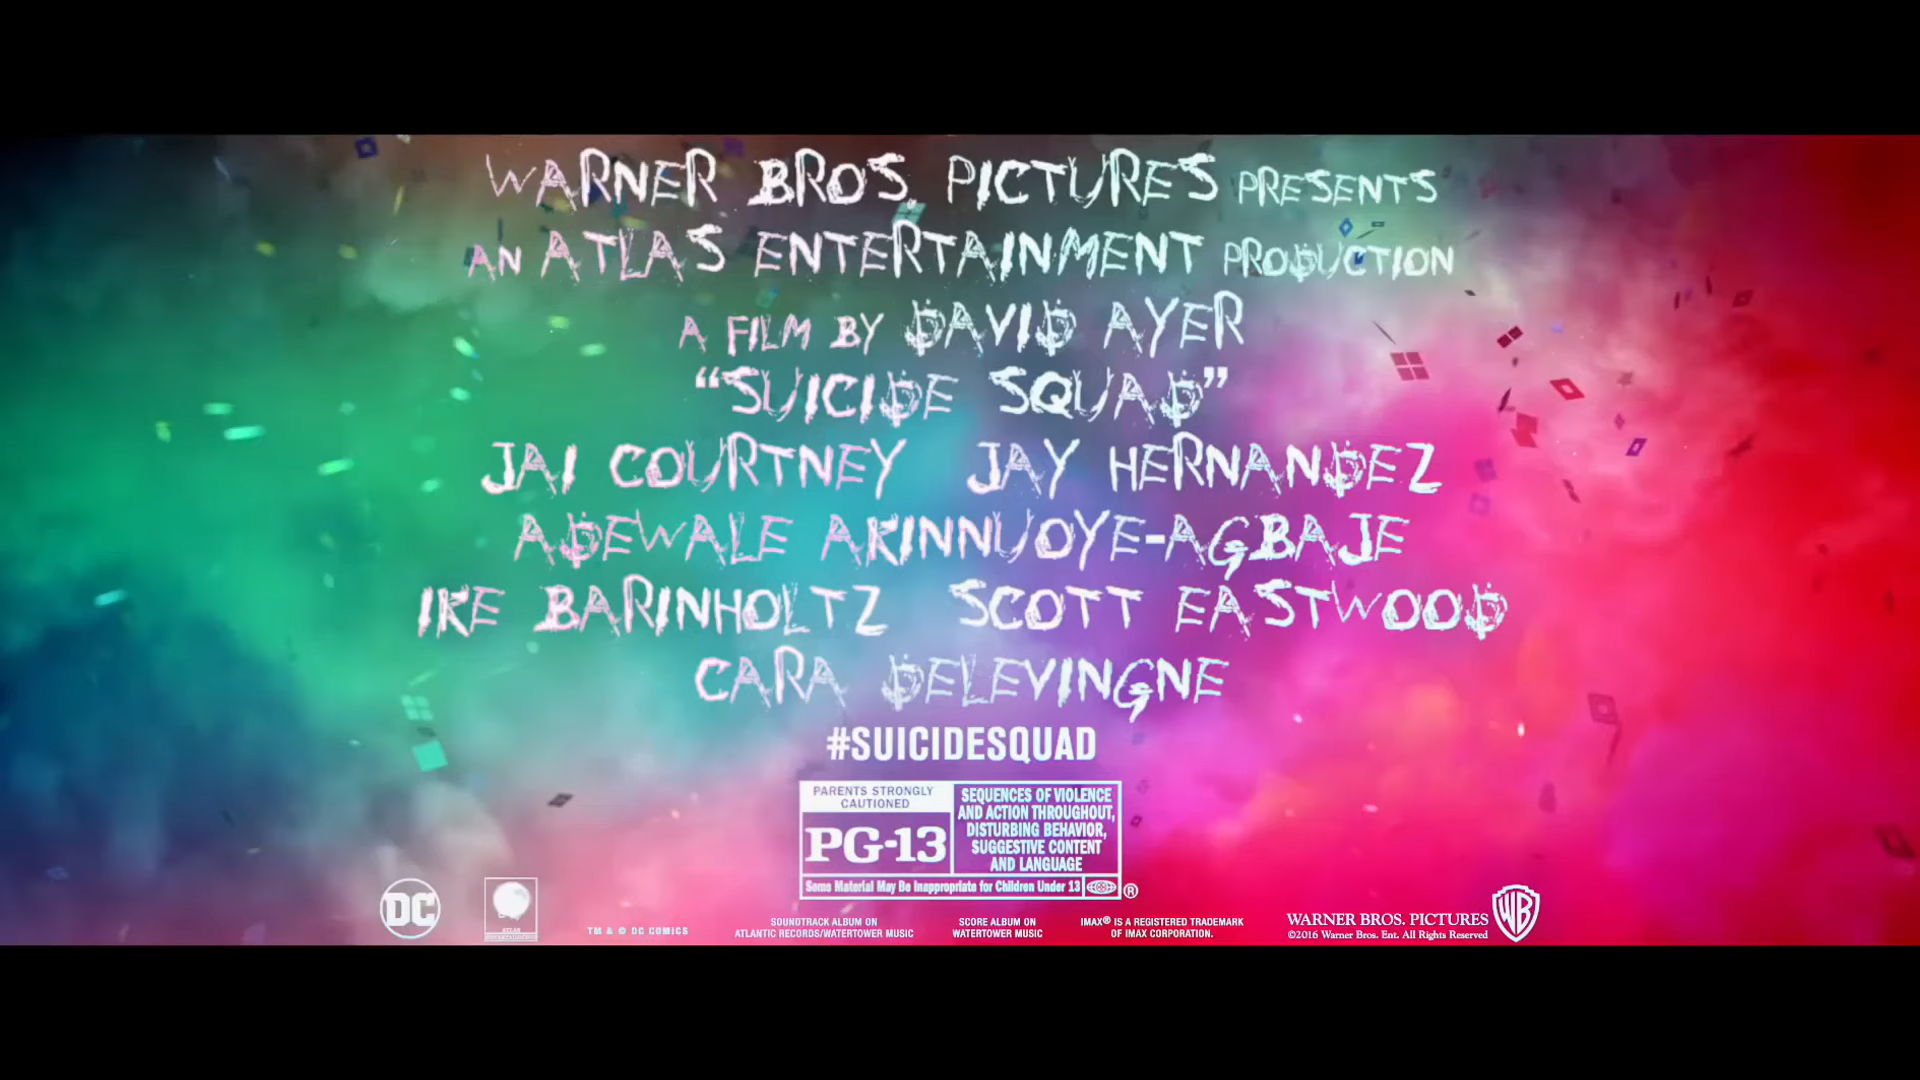 WARNER BROS. PICTURES PRESENTS
AN ATLAS ENTERTAINMENT PRODUCTION
A FILM BY DAVID AYER
“SUICIDE SQUAD”
JAI COURTNEY JAY HERNANDEZ
ADEWALE AKINNUOYE-AGBAJE
IKE BARINHOLTZ SCOTT EASTWOOD
CARA DELEVINGNE
#SUICIDESQUAD
PARENTS STRONGLY
CAUTIONED
PG-13
SEQUENCES OF VIOLENCE
AND ACTION THROUGHOUT,
DISTURBING BEHAVIOR,
SUGGESTIVE CONTENT
AND LANGUAGE
Some Material May Be Inappropriate for Children Under 13
®
DC
TM & © DC COMICS
SOUNDTRACK ALBUM ON
ATLANTIC RECORDS/WATERTOWER MUSIC
SCORE ALBUM ON
WATERTOWER MUSIC
IMAX® IS A REGISTERED TRADEMARK
OF IMAX CORPORATION.
WARNER BROS. PICTURES
©2016 Warner Bros. Ent. All Rights Reserved
WB